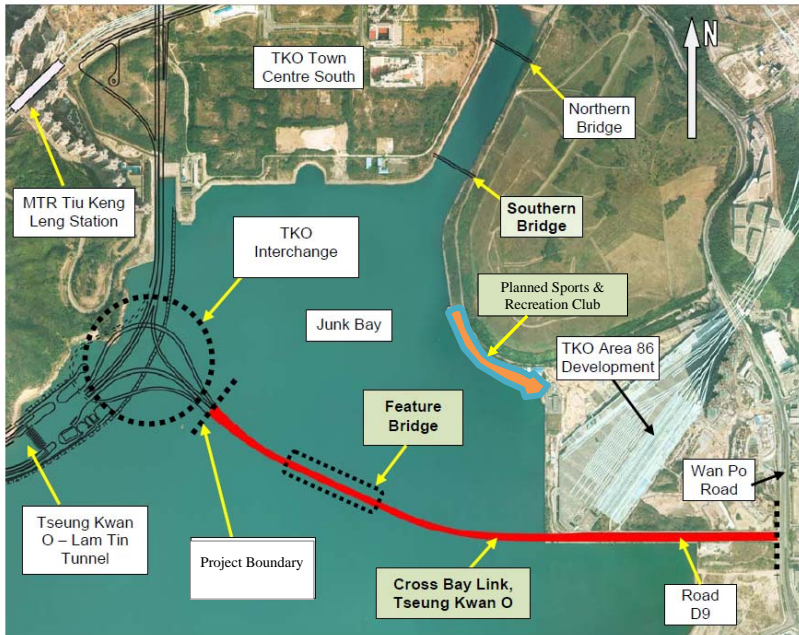 TKO Town
Centre South
N
Northern
Bridge
MTR Tiu Keng
Leng Station
TKO
Interchange
Southern
Bridge
Planned Sports &
Recreation Club
Junk Bay
TKO Area 86
Development
Feature
Bridge
Wan Po
Road
Tseung Kwan
O – Lam Tin
Tunnel
Project Boundary
Cross Bay Link,
Tseung Kwan O
Road
D9